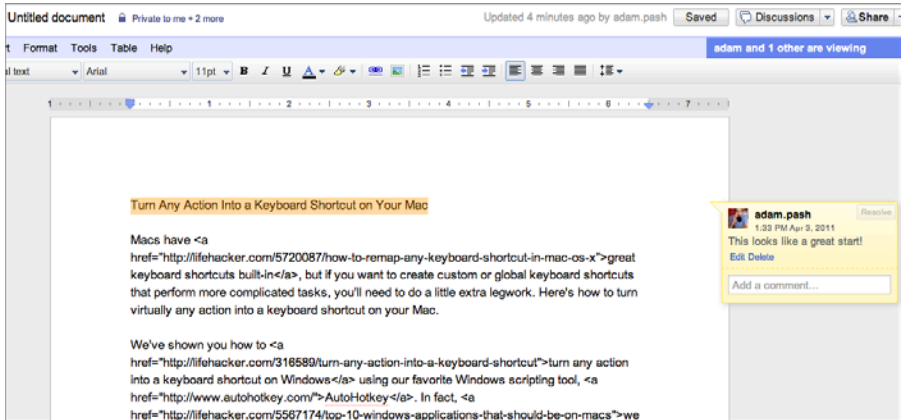 Untitled document Private to me + 2 more Updated 4 minutes ago by adam.pash Saved Discussions Share
Format Tools Table Help adam and 1 other are viewing
text Arial 11pt B I U A
1 1 2 3 4 5 6 7
Turn Any Action Into a Keyboard Shortcut on Your Mac
adam.pash Resolve
1:33 PM Apr 3, 2011
This looks like a great start!
Edit Delete
Add a comment...
Macs have <a
href="http://lifehacker.com/5720087/how-to-remap-any-keyboard-shortcut-in-mac-os-x">great
keyboard shortcuts built-in</a>, but if you want to create custom or global keyboard shortcuts
that perform more complicated tasks, you'll need to do a little extra legwork. Here's how to turn
virtually any action into a keyboard shortcut on your Mac.
We've shown you how to <a
href="http://lifehacker.com/316589/turn-any-action-into-a-keyboard-shortcut">turn any action
into a keyboard shortcut on Windows</a> using our favorite Windows scripting tool, <a
href="http://www.autohotkey.com/">AutoHotkey</a>. In fact, <a
href="http://lifehacker.com/5567174/top-10-windows-applications-that-should-be-on-macs">we